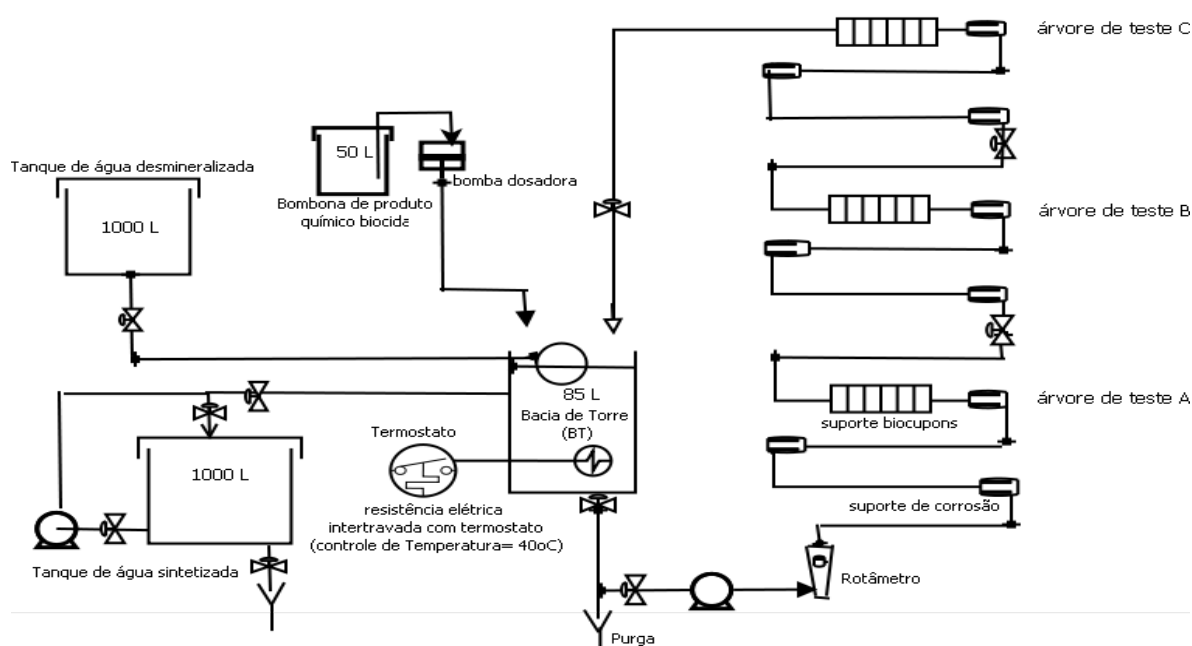 árvore de teste C
50 L
Tanque de água desmineralizada
bomba dosadora
Bombona de produto
químico biocida
1000 L
árvore de teste B
85 L
Bacia de Torre
(BT)
árvore de teste A
suporte biocupons
Termostato
1000 L
suporte de corrosão
resistência elétrica
intertravada com termostato
(controle de Temperatura= 40oC)
Tanque de água sintetizada
Rotâmetro
Purga